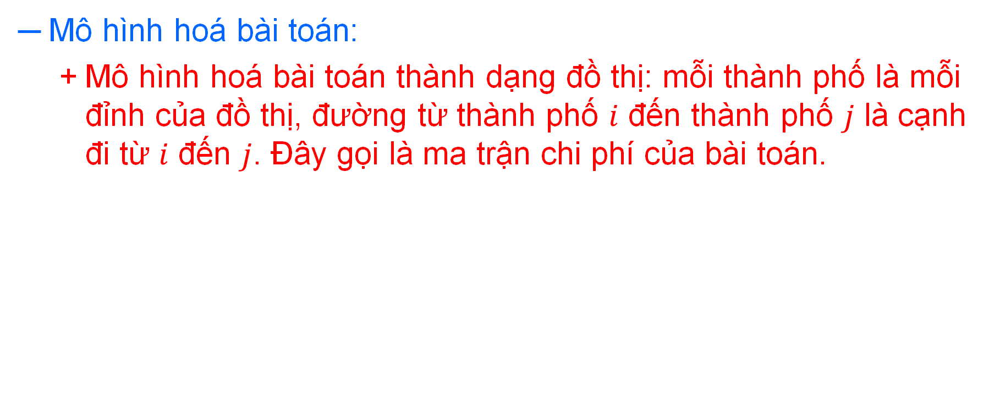 — Mô hình hoá bài toán:
+ Mô hình hoá bài toán thành dạng đồ thị: mỗi thành phố là mỗi
đỉnh của đồ thị, đường từ thành phố i đến thành phố j là cạnh
đi từ i đến j. Đây gọi là ma trận chi phí của bài toán.